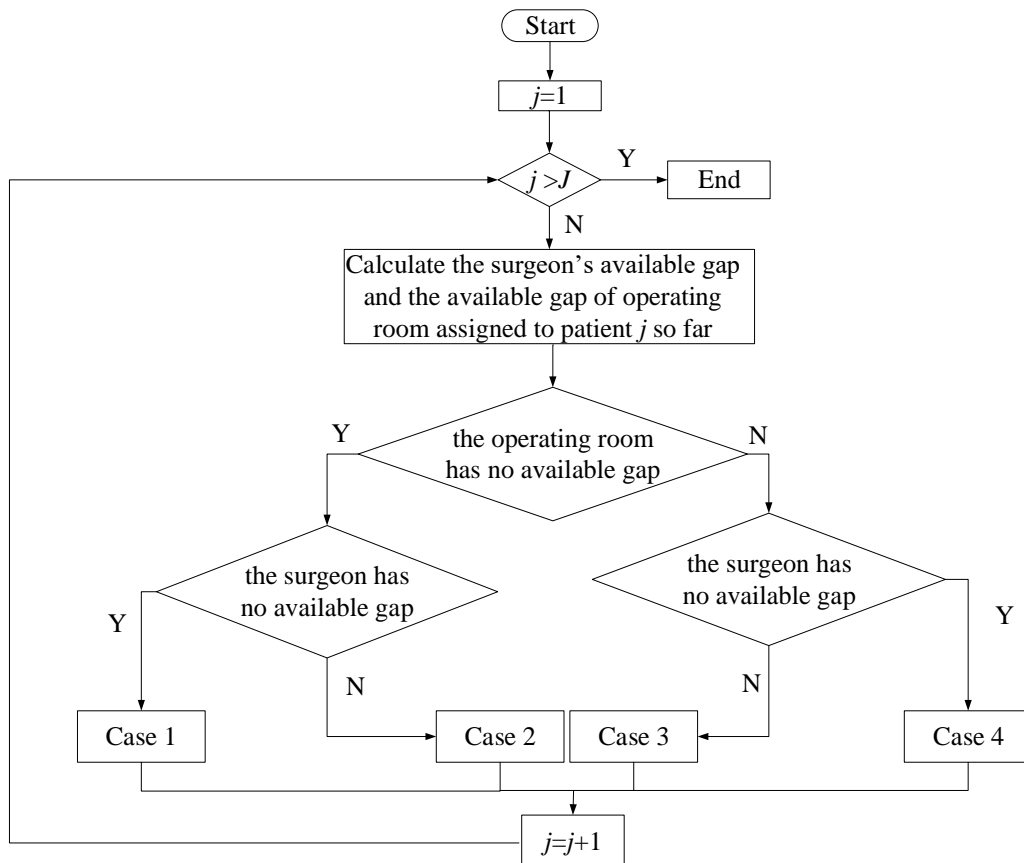 Start
j=1
j >J
Y
End
N
Calculate the surgeon’s available gap
and the available gap of operating
room assigned to patient j so far
Y
the operating room
has no available gap
N
the surgeon has
no available gap
the surgeon has
no available gap
Y
N
N
Y
Case 1
Case 2
Case 3
Case 4
j=j+1